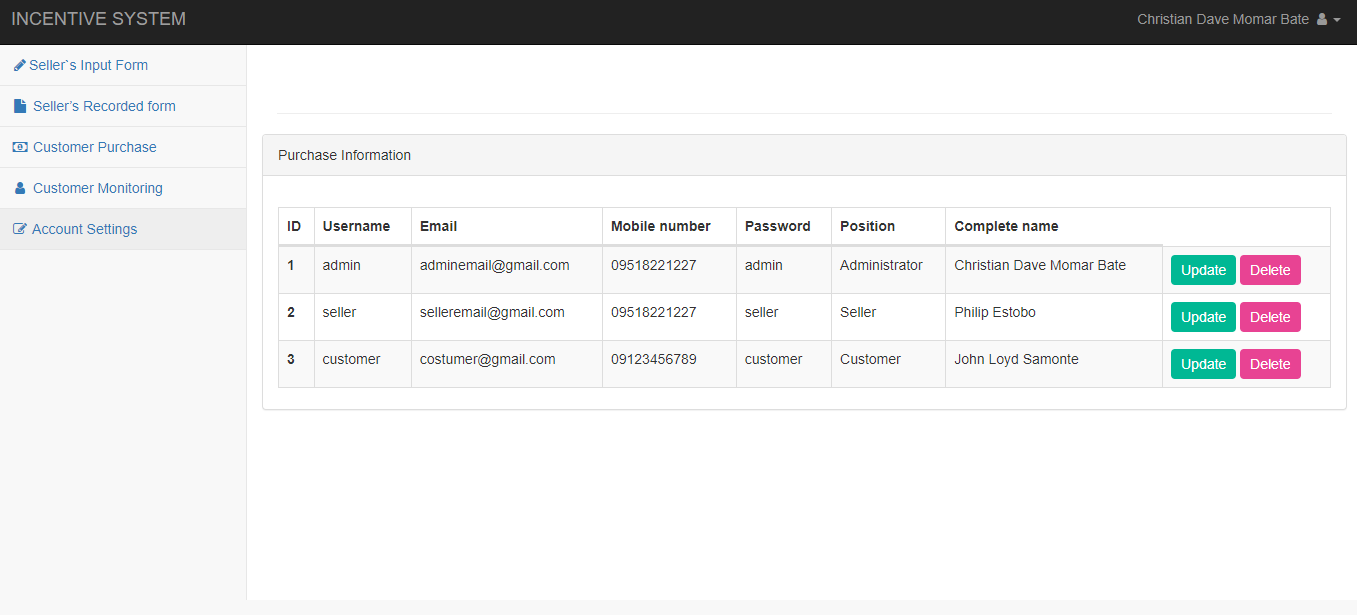 INCENTIVE SYSTEM
Christian Dave Momar Bate
Seller`s Input Form
Seller's Recorded form
Customer Purchase
Customer Monitoring
Account Settings
Purchase Information
ID Username Email Mobile number Password Position Complete name
1 admin adminemail@gmail.com 09518221227 admin Administrator Christian Dave Momar Bate Update Delete
2 seller selleremail@gmail.com 09518221227 seller Seller Philip Estobo Update Delete
3 customer costumer@gmail.com 09123456789 customer Customer John Loyd Samonte Update Delete